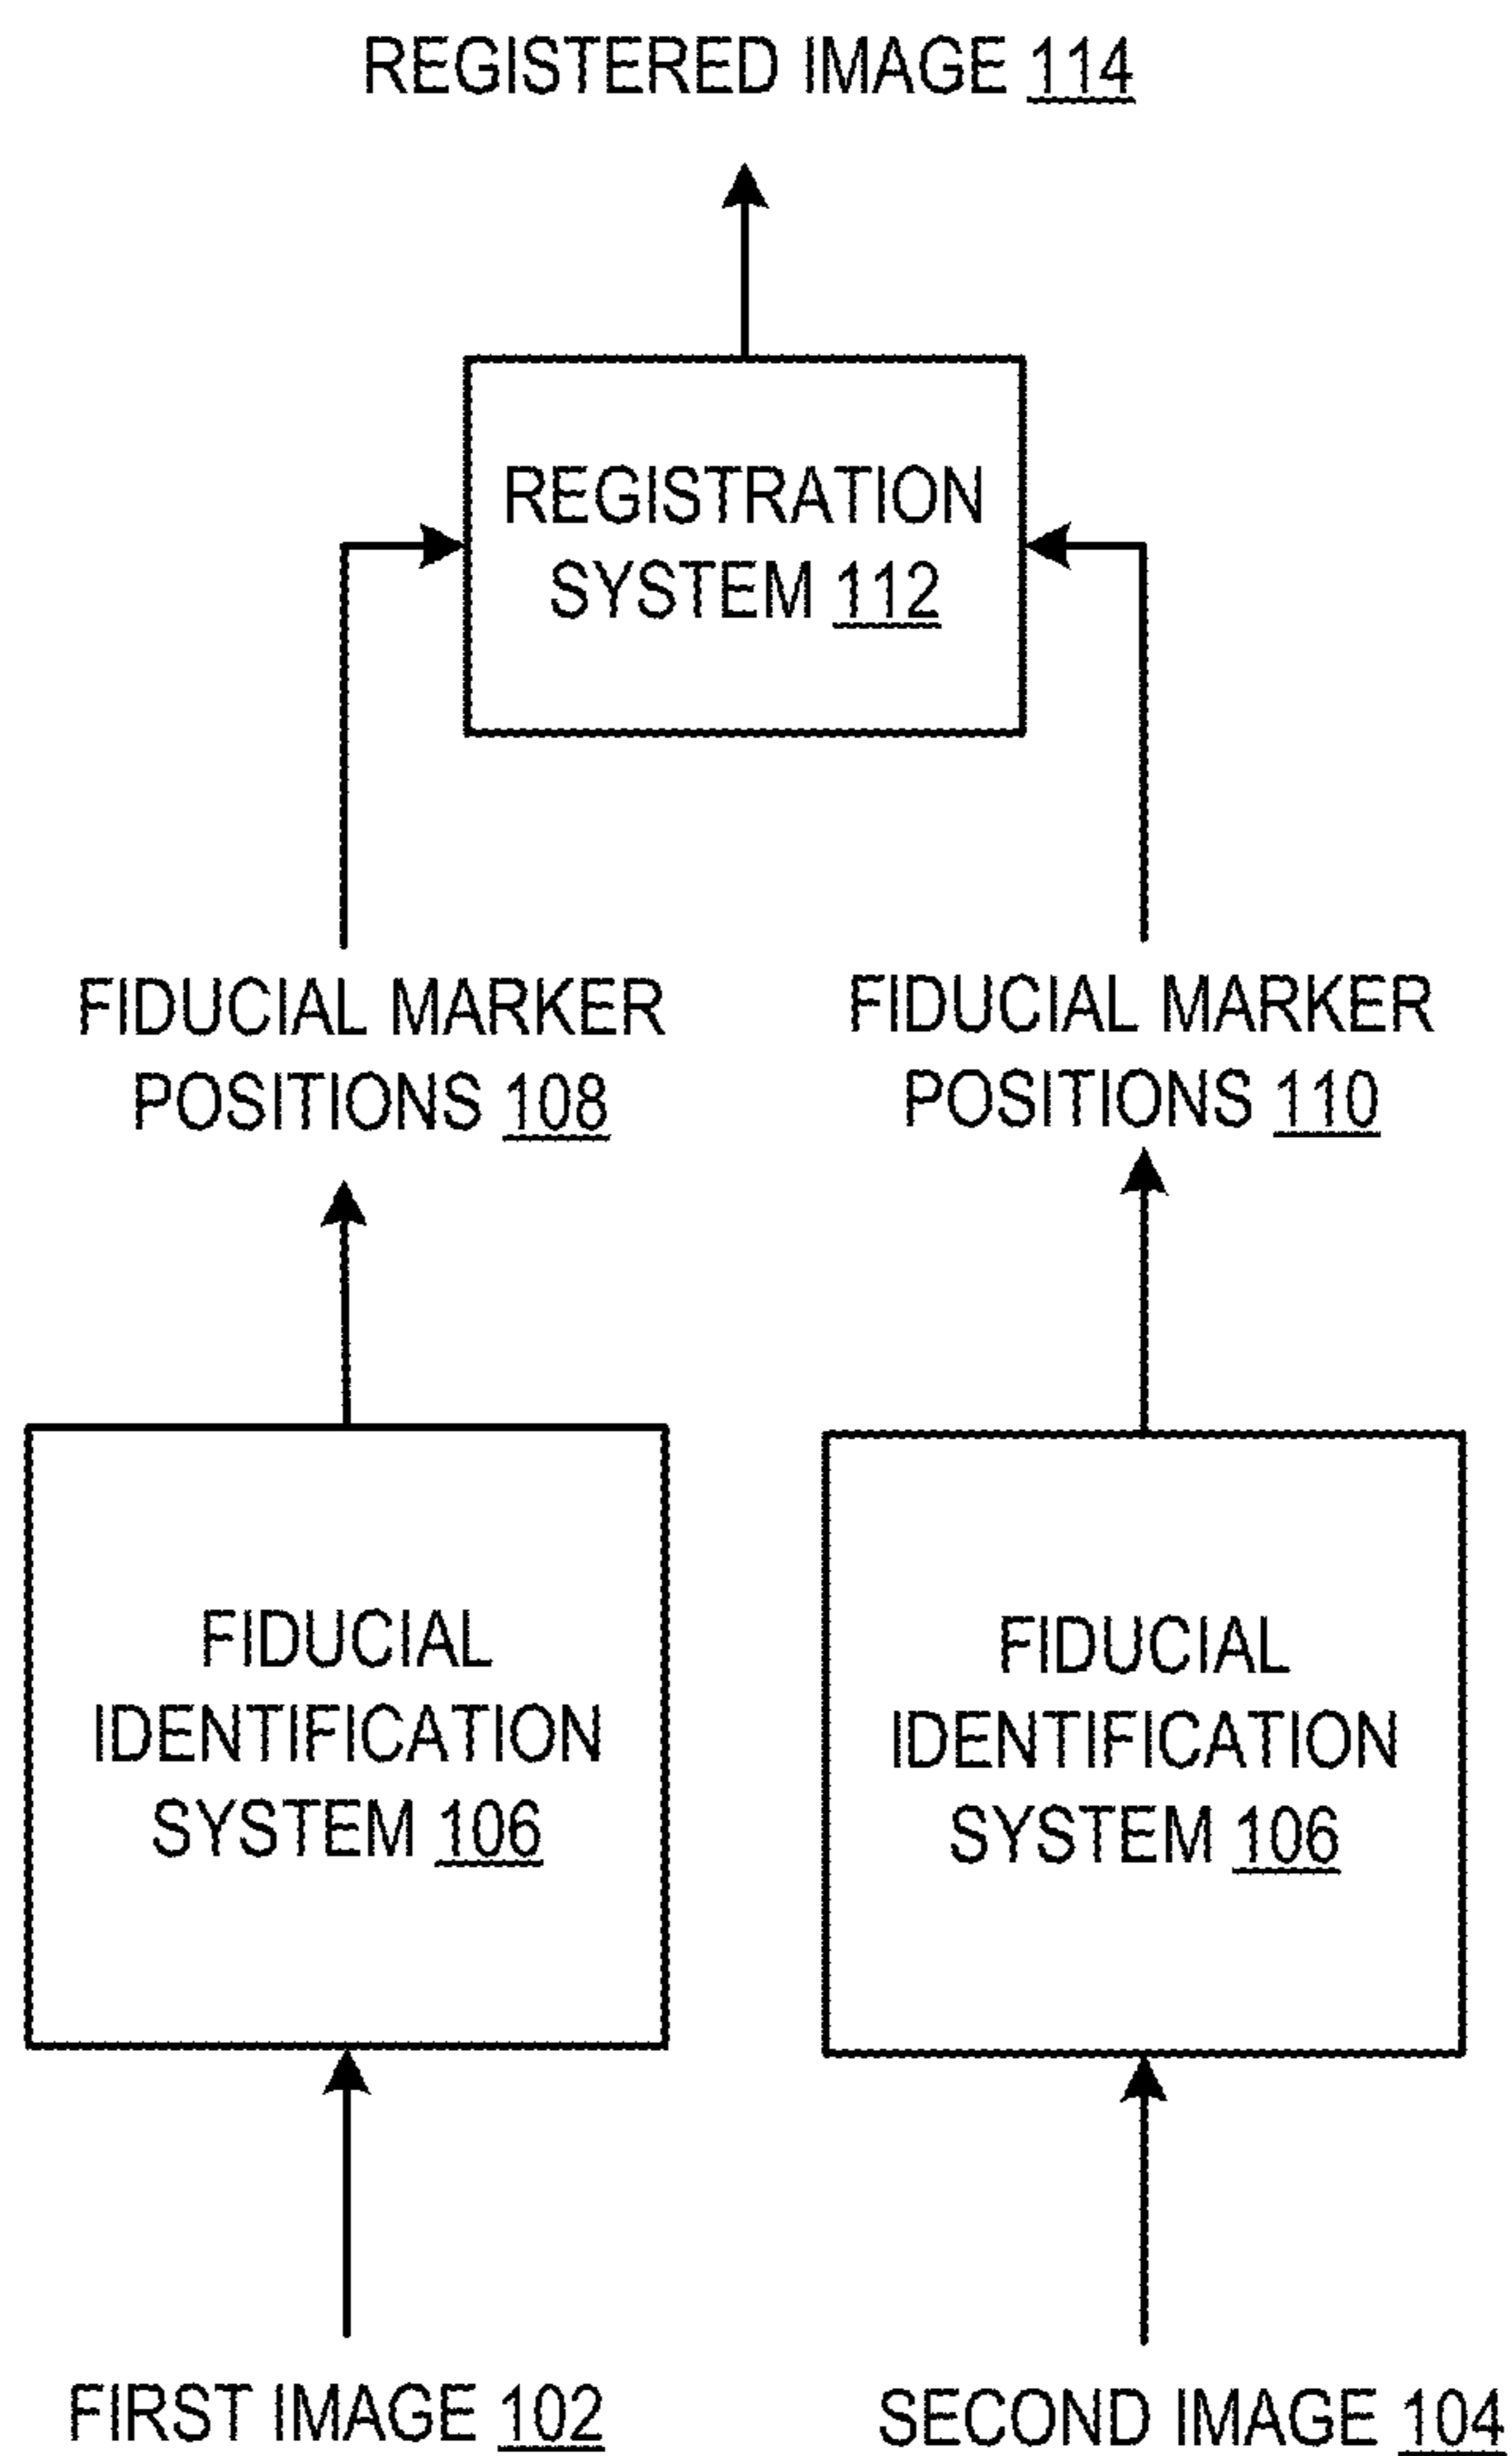 REGISTERED IMAGE 114
REGISTRATION
SYSTEM 112
FIDUCIAL MARKER
POSITIONS 108
FIDUCIAL MARKER
POSITIONS 110
FIDUCIAL
IDENTIFICATION
SYSTEM 106
FIDUCIAL
IDENTIFICATION
SYSTEM 106
FIRST IMAGE 102
SECOND IMAGE 104